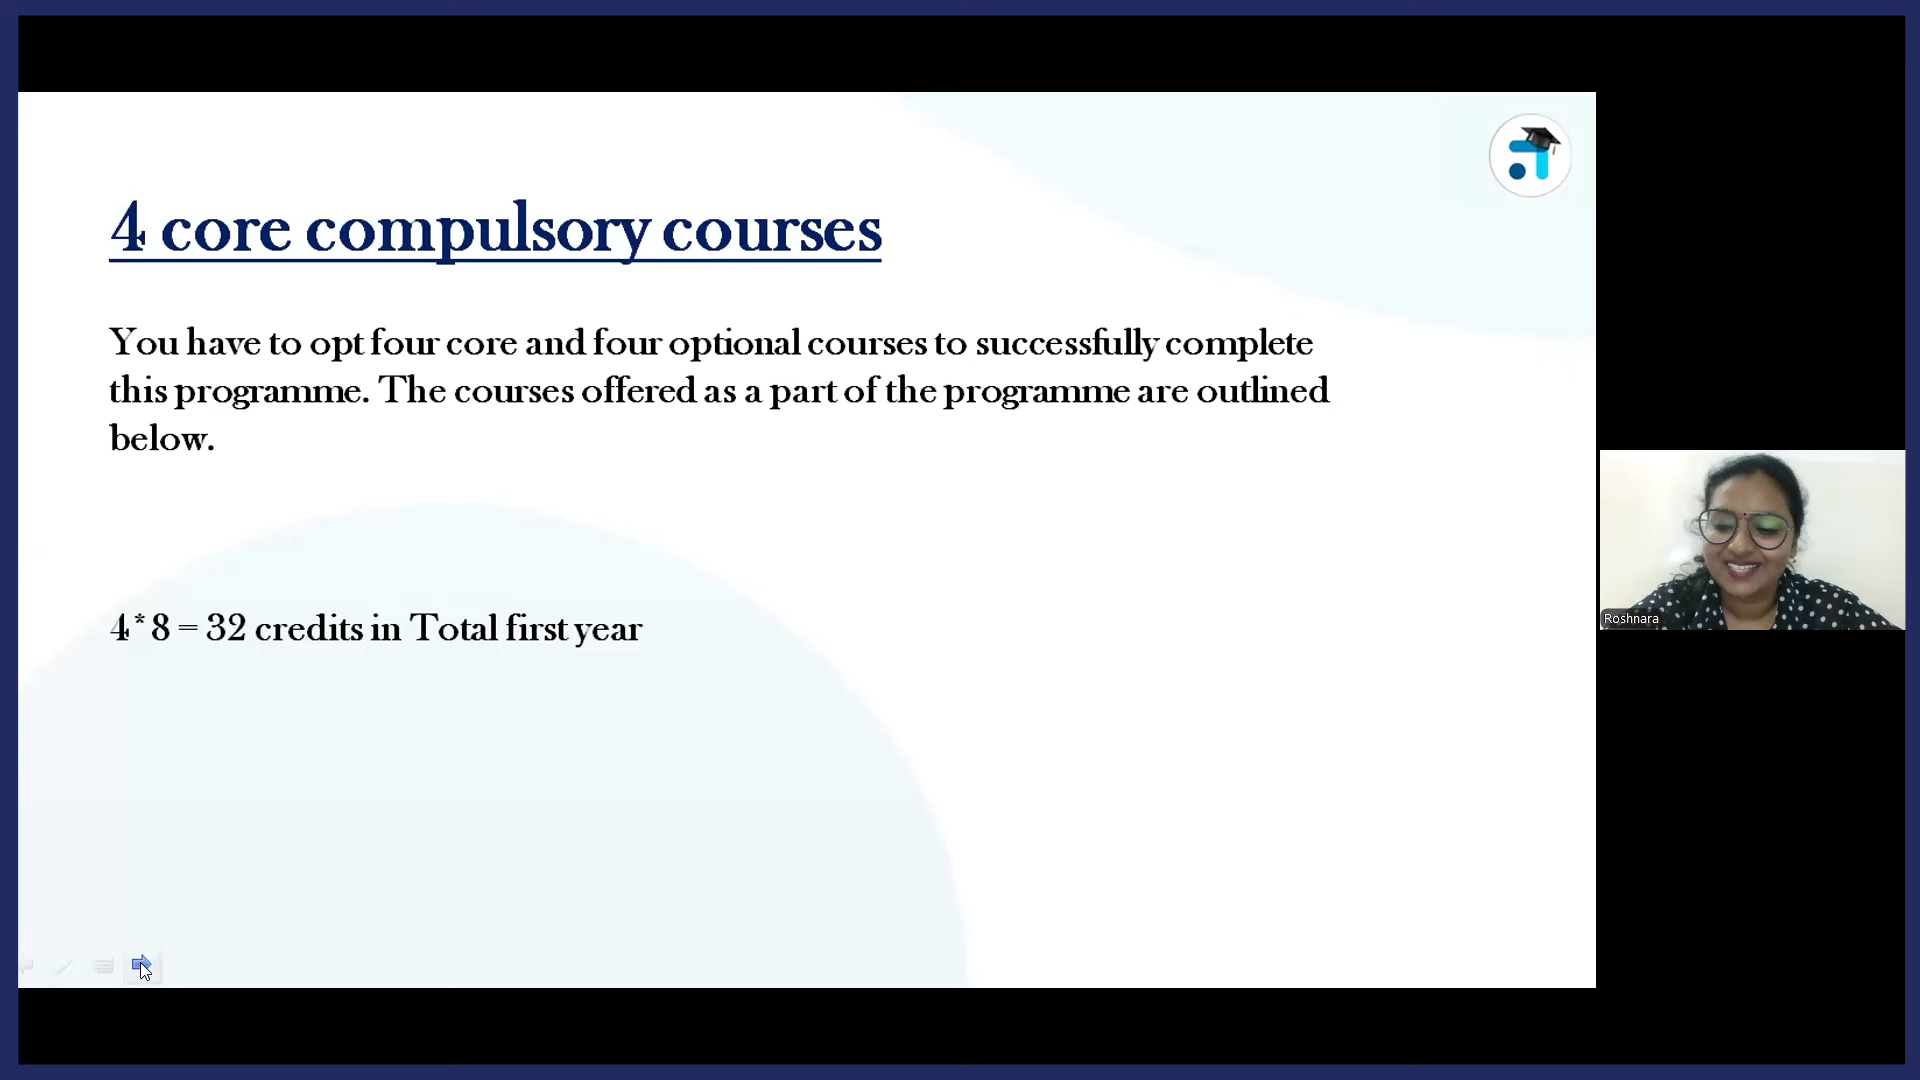 4 core compulsory courses
You have to opt four core and four optional courses to successfully complete
this programme. The courses offered as a part of the programme are outlined
below.
4*8 = 32 credits in Total first year
Roshnara